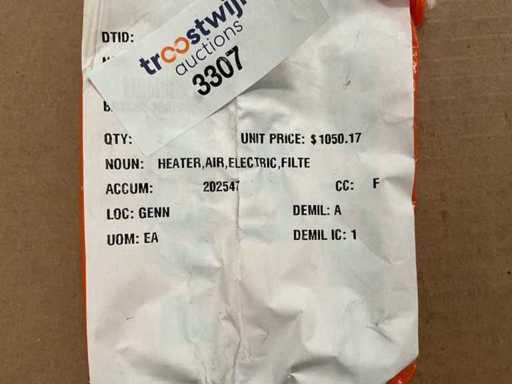 DTID:
troostwijk
auctions
3307
QTY: UNIT PRICE: $1050.17
NOUN: HEATER,AIR,ELECTRIC,FILTE
ACCUM: 202547 CC: F
LOC: GENN DEMIL: A
UOM: EA DEMIL IC: 1